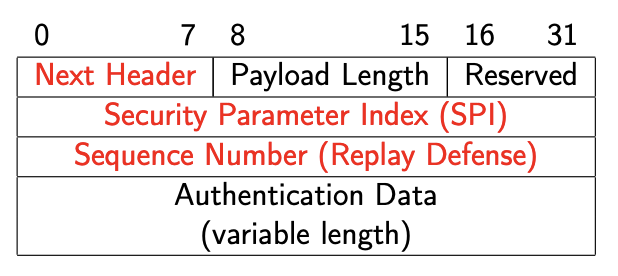 0 7 8 15 16 31
Next Header Payload Length Reserved
Security Parameter Index (SPI)
Sequence Number (Replay Defense)
Authentication Data
(variable length)